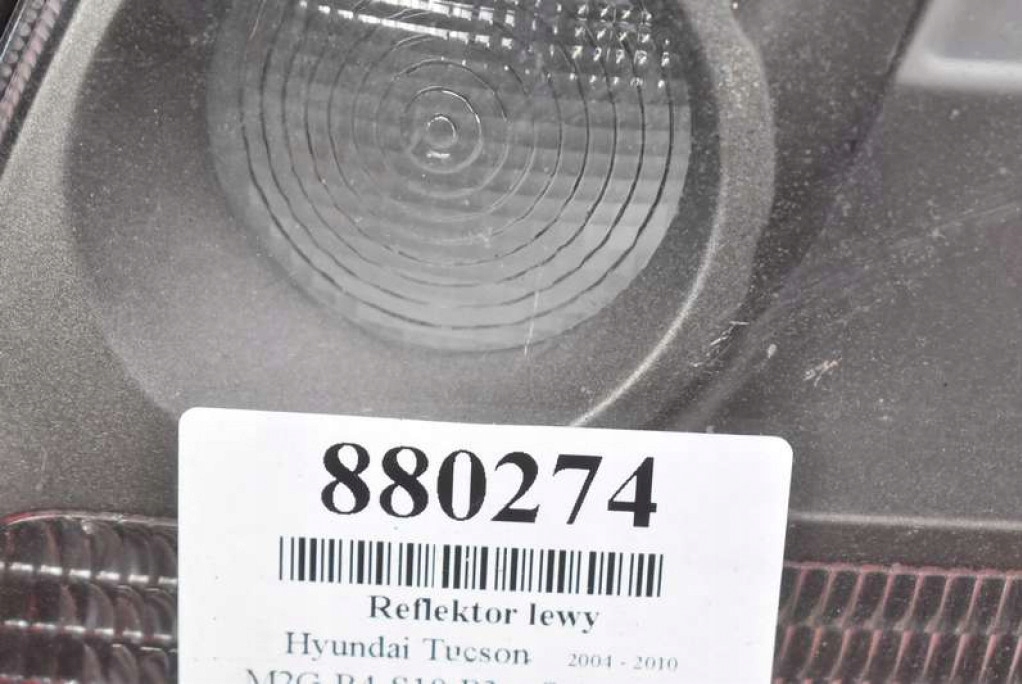 880274
Reflektor lewy
Hyundai Tucson 2004 - 2010